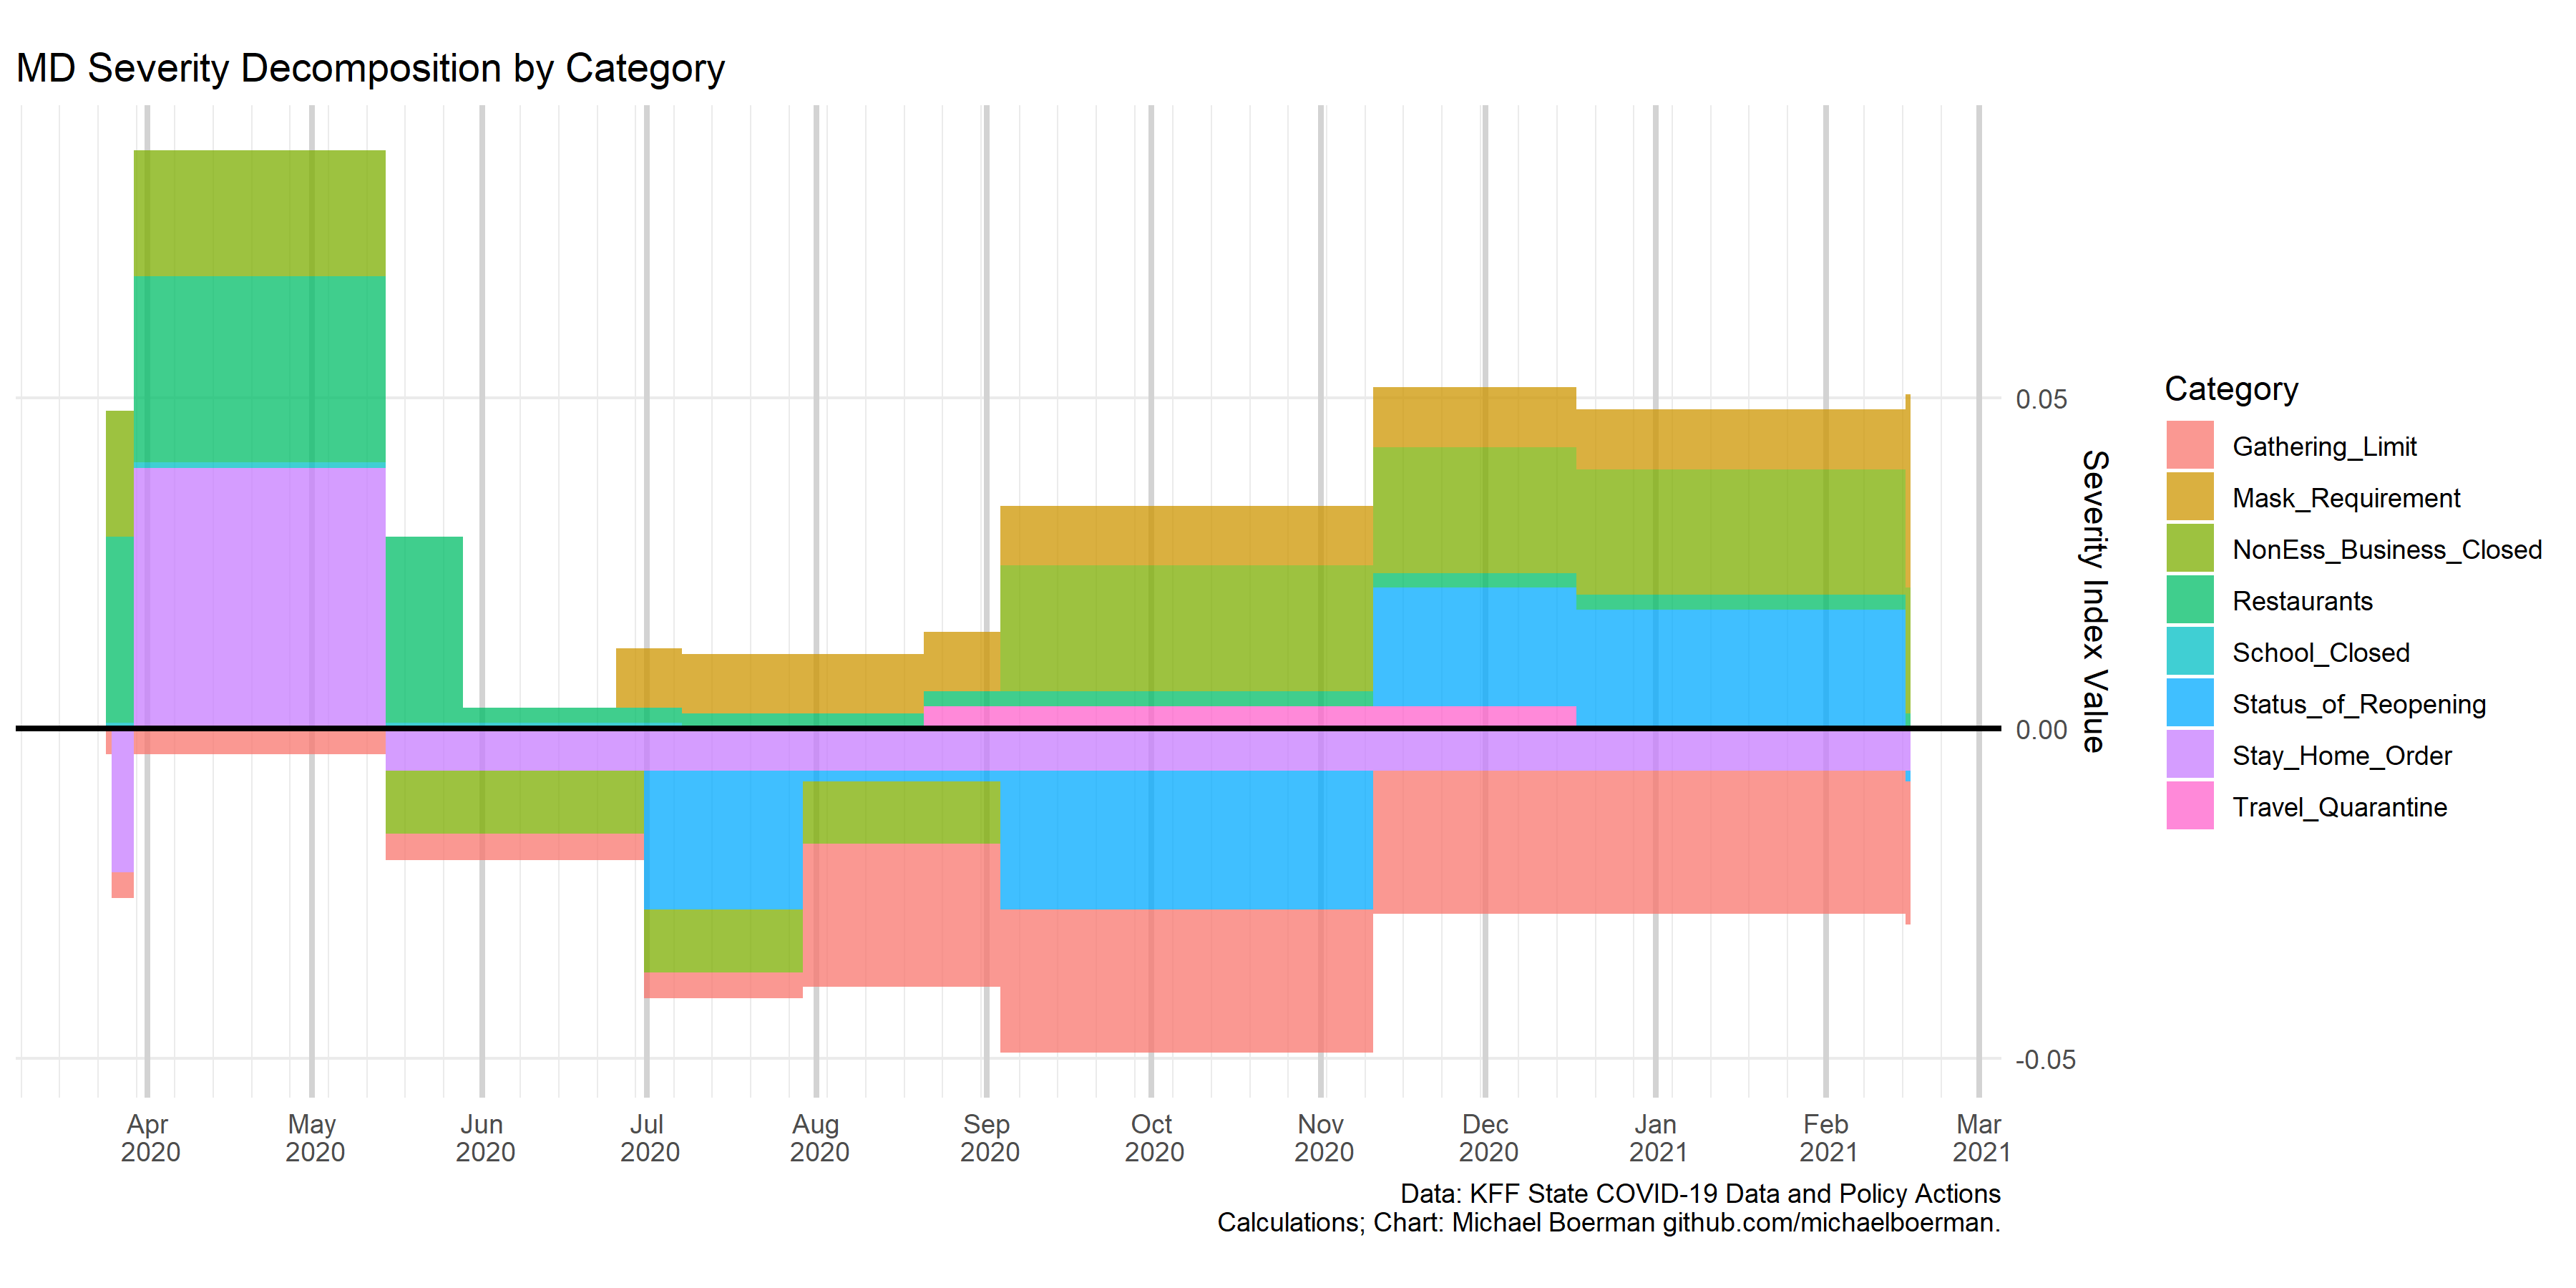 MD Severity Decomposition by Category
0.05
0.00
-0.05
Severity Index Value
Category
Gathering_Limit
Mask_Requirement
NonEss_Business_Closed
Restaurants
School_Closed
Status_of_Reopening
Stay_Home_Order
Travel_Quarantine
Apr May Jun Jul Aug Sep Oct Nov Dec Jan Feb Mar
2020 2020 2020 2020 2020 2020 2020 2020 2020 2021 2021 2021
Data: KFF State COVID-19 Data and Policy Actions
Calculations; Chart: Michael Boerman github.com/michaelboerman.